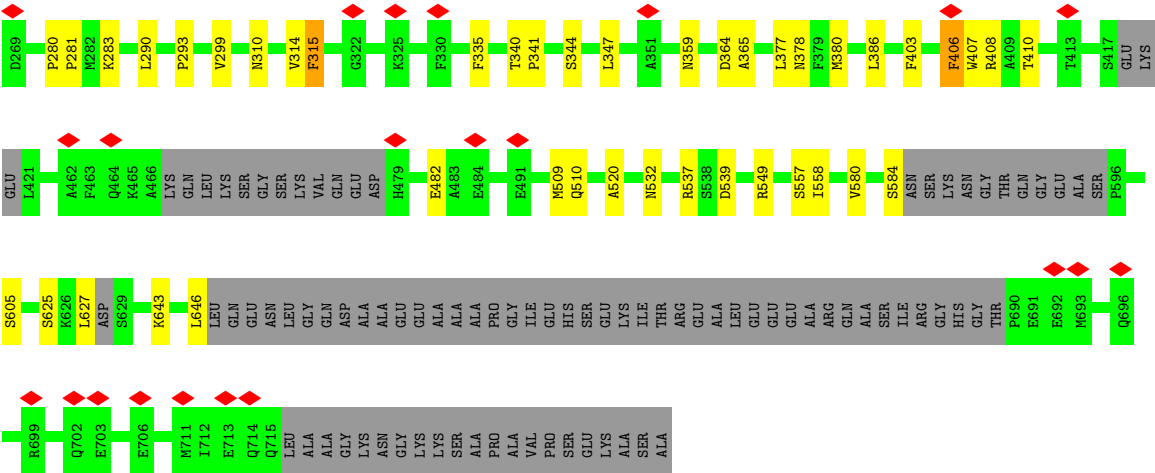 D269 P280 P281 M282 K283 L290 P293 V299 N310 V314 F315 G322 K325 F330 F335 T340 P341 S344 L347 A351 N359 D364 A365 L377 N378 F379 M380 L386 F403 F406 W407 R408 A409 T410 T413 S417 GLU LYS
GLU L421 A462 F463 Q464 K465 A466 LYS GLN LEU LYS SER GLY SER LYS VAL GLN GLU ASP H479 E482 A483 E484 E491 M509 Q510 A520 N532 R537 S538 D539 R549 S557 I558 V580 S584 ASN SER LYS ASN GLY THR GLN GLY GLU ALA SER P596
S605 S625 K626 L627 ASP S629 K643 L646 LEU GLN GLU ASN LEU GLY GLN ASP ALA ALA GLU GLU ALA ALA ALA PRO GLY ILE GLU HIS SER GLU LYS ILE THR ARG GLU ALA LEU GLU GLU GLU ALA ARG GLN ALA SER ILE ARG GLY HIS GLY THR P690 E691 E692 M693 Q696
R699 Q702 E703 E706 M711 I712 E713 Q714 Q715 LEU ALA ALA GLY LYS ASN GLY LYS LYS SER ALA PRO ALA VAL PRO SER GLU LYS ALA SER ALA